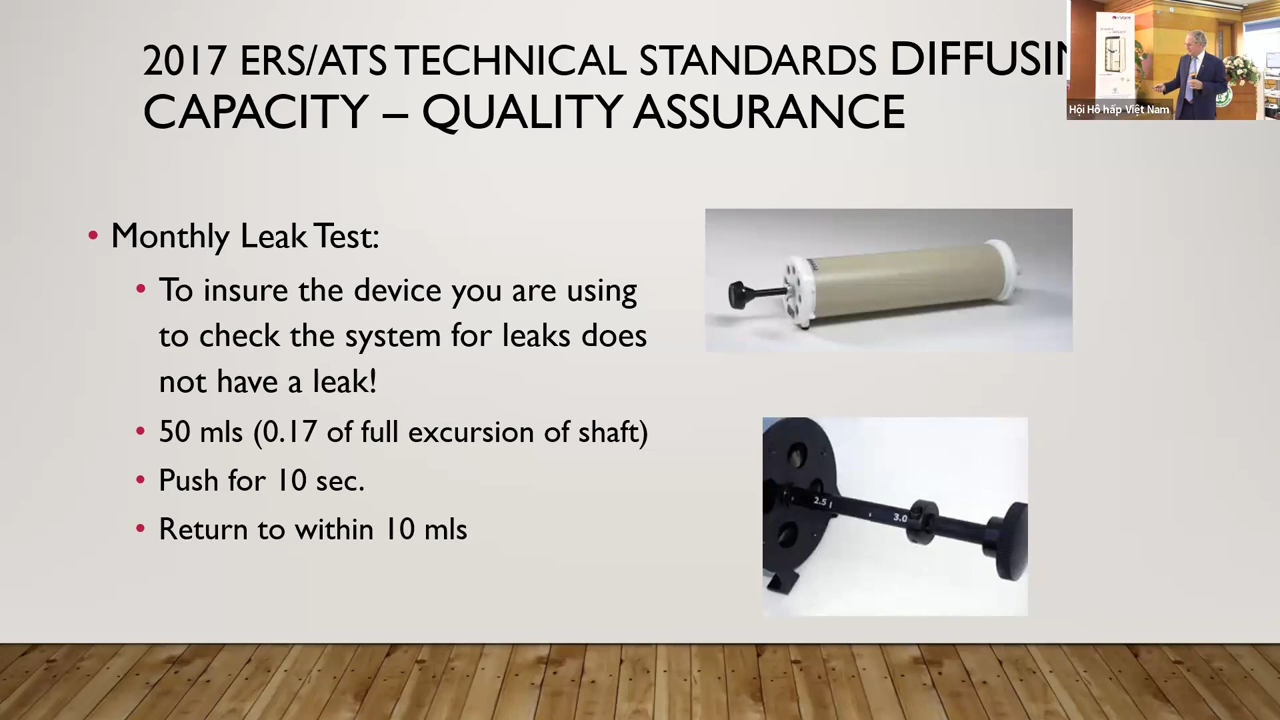 2017 ERS/ATS TECHNICAL STANDARDS DIFFUSIN
CAPACITY – QUALITY ASSURANCE
Hội Hô hấp Việt Nam
• Monthly Leak Test:
• To insure the device you are using
to check the system for leaks does
not have a leak!
• 50 mls (0.17 of full excursion of shaft)
• Push for 10 sec.
• Return to within 10 mls
2.5
3.0